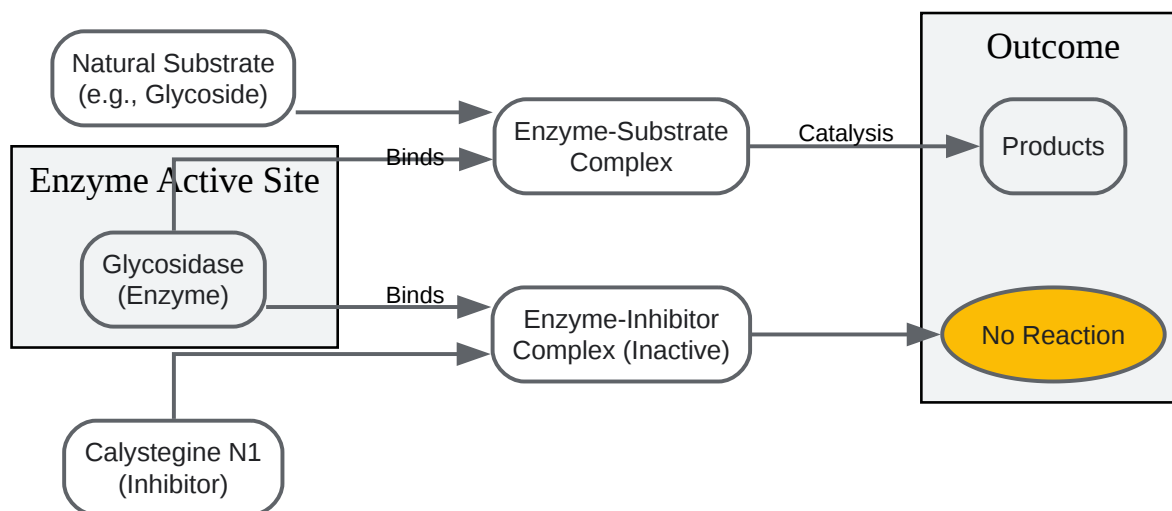 Natural Substrate
(e.g., Glycoside)
Outcome
Enzyme-Substrate
Complex
Catalysis
Products
Binds
Enzyme Active Site
Glycosidase
(Enzyme)
Binds
Enzyme-Inhibitor
Complex (Inactive)
No Reaction
Calystegine N1
(Inhibitor)